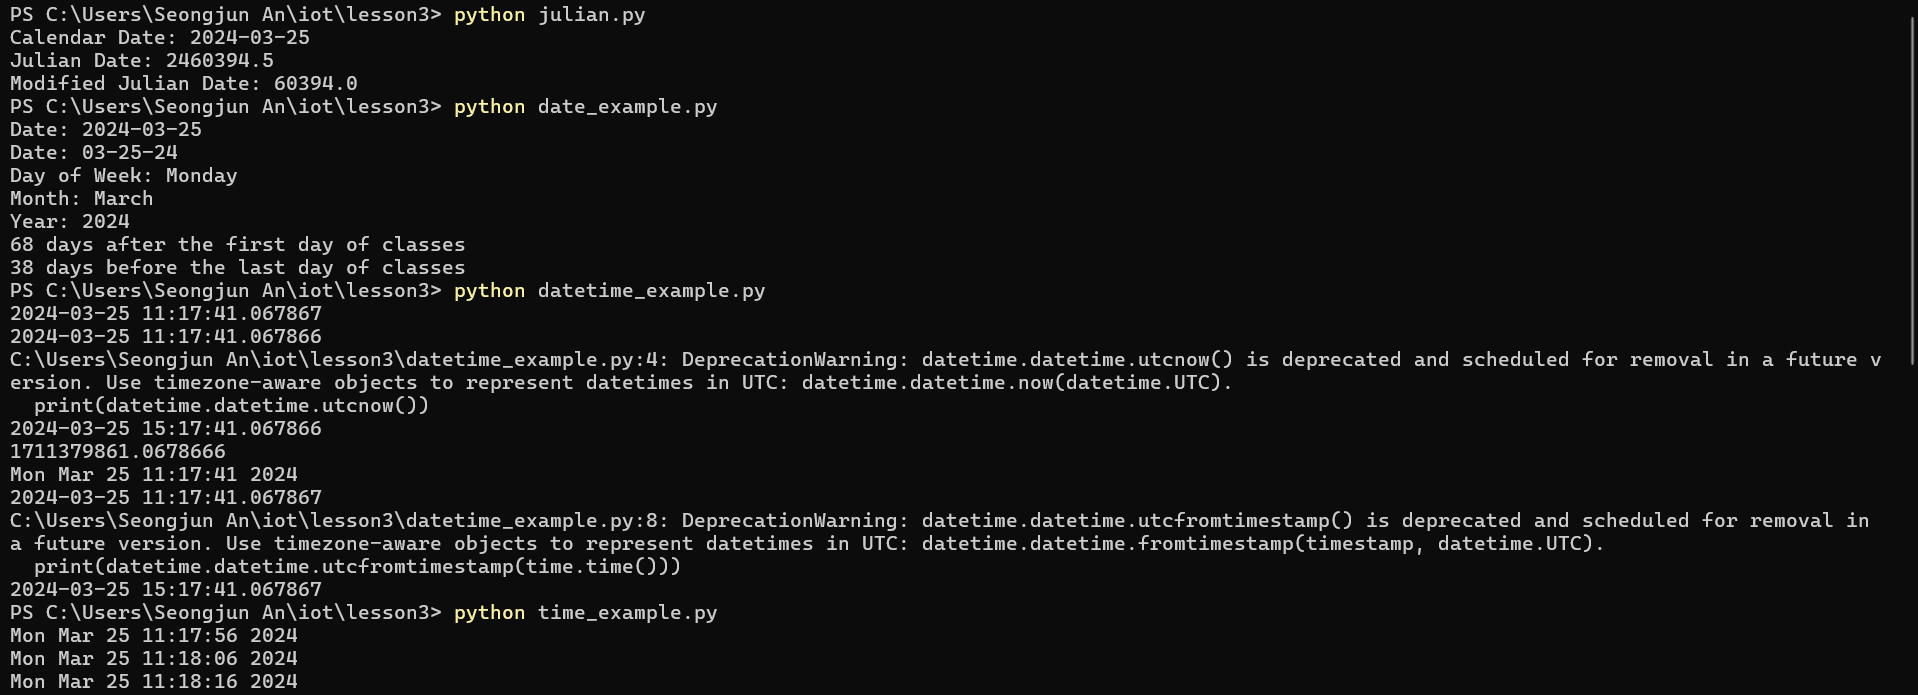 PS C:\Users\Seongjun An\iot\lesson3> python julian.py
Calendar Date: 2024-03-25
Julian Date: 2460394.5
Modified Julian Date: 60394.0
PS C:\Users\Seongjun An\iot\lesson3> python date_example.py
Date: 2024-03-25
Date: 03-25-24
Day of Week: Monday
Month: March
Year: 2024
68 days after the first day of classes
38 days before the last day of classes
PS C:\Users\Seongjun An\iot\lesson3> python datetime_example.py
2024-03-25 11:17:41.067867
2024-03-25 11:17:41.067866
C:\Users\Seongjun An\iot\lesson3\datetime_example.py:4: DeprecationWarning: datetime.datetime.utcnow() is deprecated and scheduled for removal in a future v
ersion. Use timezone-aware objects to represent datetimes in UTC: datetime.datetime.now(datetime.UTC).
  print(datetime.datetime.utcnow())
2024-03-25 15:17:41.067866
1711379861.0678666
Mon Mar 25 11:17:41 2024
2024-03-25 11:17:41.067867
C:\Users\Seongjun An\iot\lesson3\datetime_example.py:8: DeprecationWarning: datetime.datetime.utcfromtimestamp() is deprecated and scheduled for removal in
a future version. Use timezone-aware objects to represent datetimes in UTC: datetime.datetime.fromtimestamp(timestamp, datetime.UTC).
  print(datetime.datetime.utcfromtimestamp(time.time()))
2024-03-25 15:17:41.067867
PS C:\Users\Seongjun An\iot\lesson3> python time_example.py
Mon Mar 25 11:17:56 2024
Mon Mar 25 11:18:06 2024
Mon Mar 25 11:18:16 2024